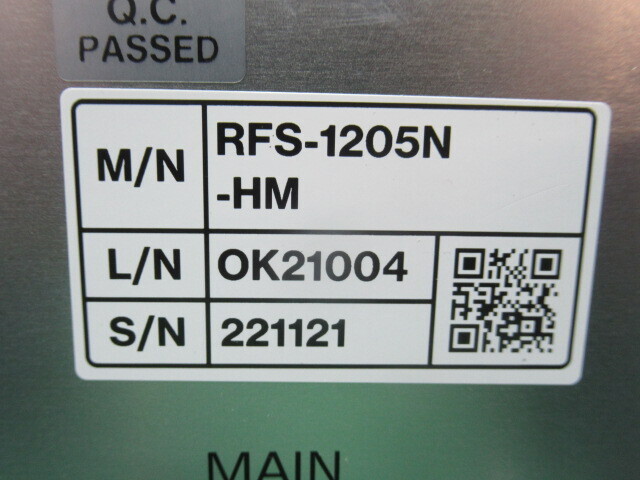 Q.C.
PASSED
M/N RFS-1205N
-HM
L/N OK21004
S/N 221121
MAIN